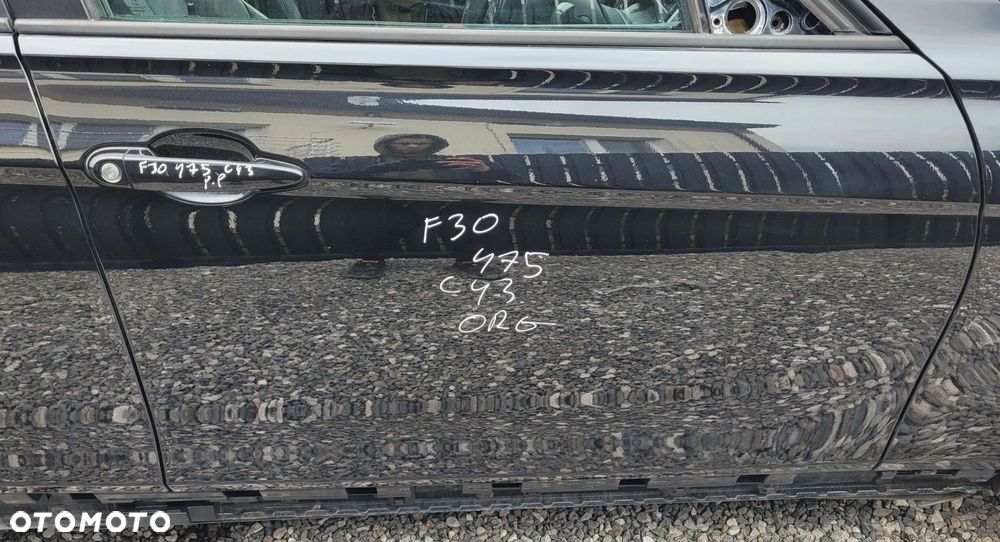 F30 475 C43
P.P
F30
475
C43
ORG
OTOMOTO